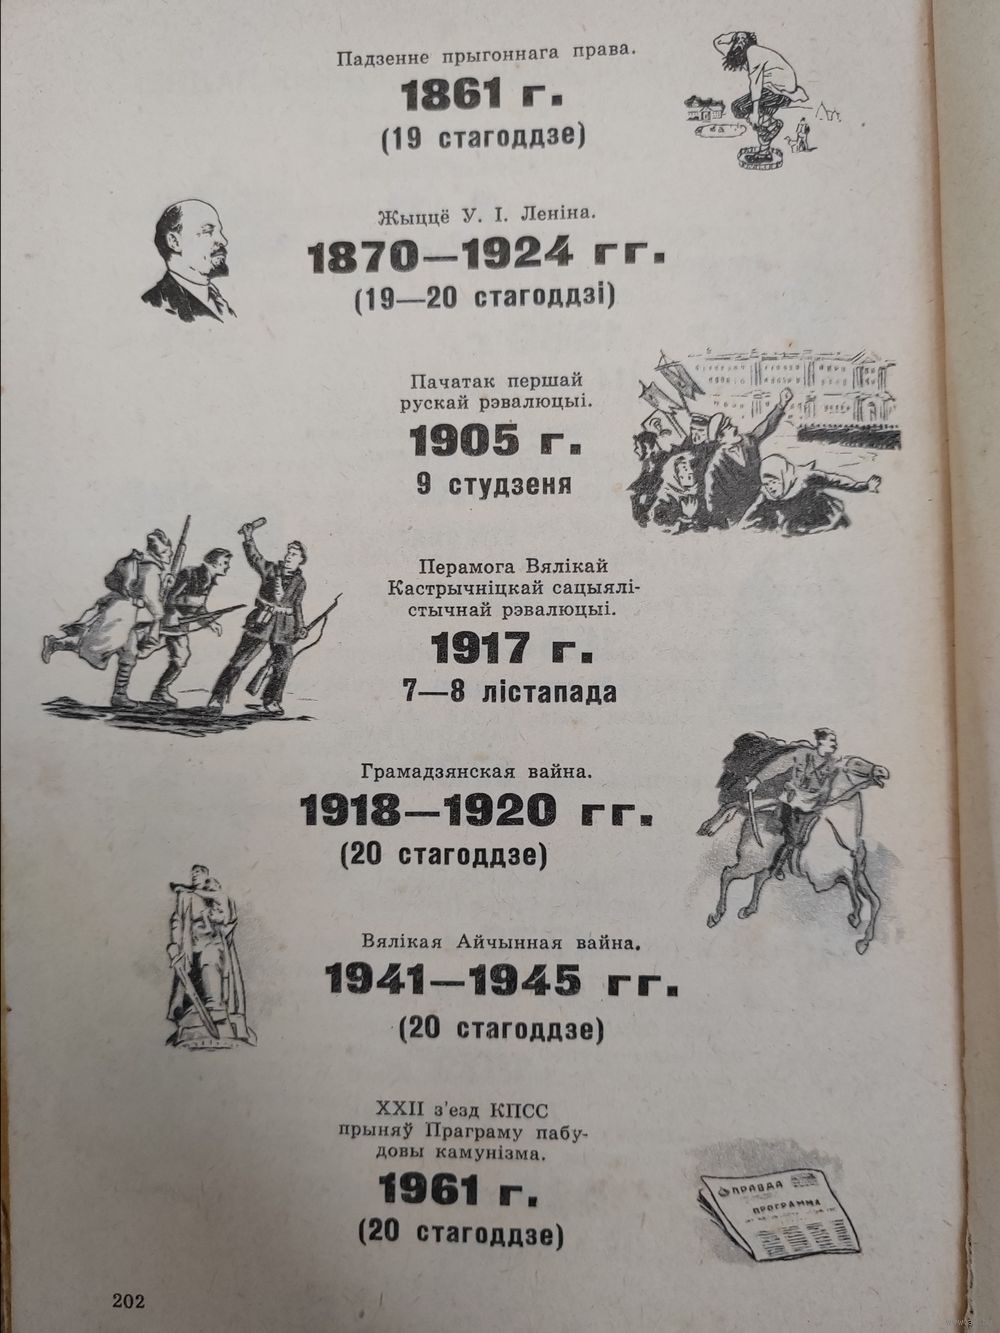 Падзенне прыгоннага права.
1861 г.
(19 стагоддзе)
Жыццё У. І. Леніна.
1870—1924 гг.
(19—20 стагоддзі)
Пачатак першай
рускай рэвалюцыі.
1905 г.
9 студзеня
Перамога Вялікай
Кастрычніцкай сацыялі-
стычнай рэвалюцыі.
1917 г.
7—8 лістапада
Грамадзянская вайна.
1918—1920 гг.
(20 стагоддзе)
Вялікая Айчынная вайна.
1941—1945 гг.
(20 стагоддзе)
XXII з'езд КПСС
прыняў Праграму пабу-
довы камунізма.
1961 г.
(20 стагоддзе)
ПРАВДА
ПРОГРАММА
202